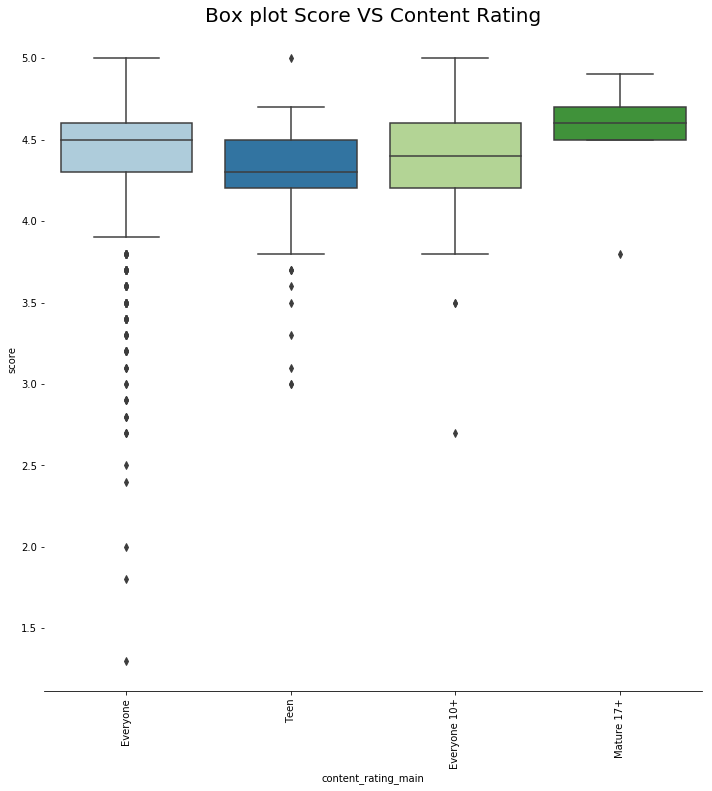 Box plot Score VS Content Rating
5.0
4.5
4.0
3.5
3.0
2.5
2.0
1.5
score
Everyone
Teen
Everyone 10+
Mature 17+
content_rating_main